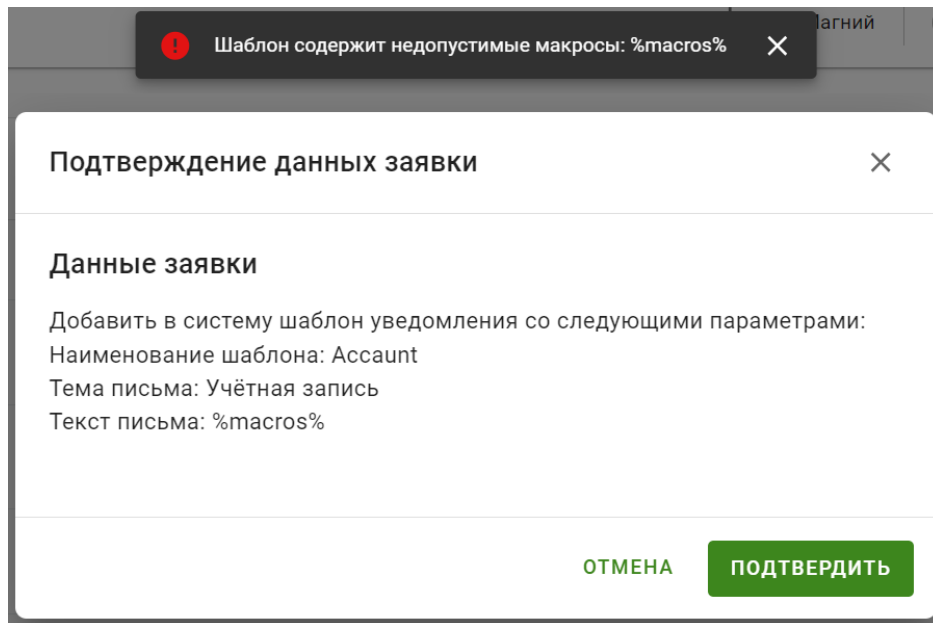 Шаблон содержит недопустимые макросы: %macros%
Подтверждение данных заявки
Данные заявки
Добавить в систему шаблон уведомления со следующими параметрами:
Наименование шаблона: Accaunt
Тема письма: Учётная запись
Текст письма: %macros%
ОТМЕНА
ПОДТВЕРДИТЬ